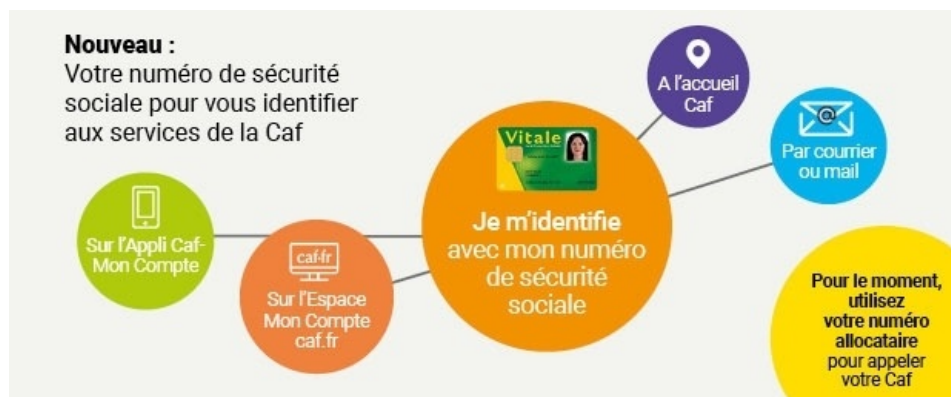 Nouveau :
Votre numéro de sécurité
sociale pour vous identifier
aux services de la Caf
A l'accueil
Caf
@
Par courrier
ou mail
Vitale
Je m'identifie
avec mon numéro
de sécurité
sociale
Sur l'Appli Caf-
Mon Compte
caf.fr
Sur l'Espace
Mon Compte
caf.fr
Pour le moment,
utilisez
votre numéro
allocataire
pour appeler
votre Caf